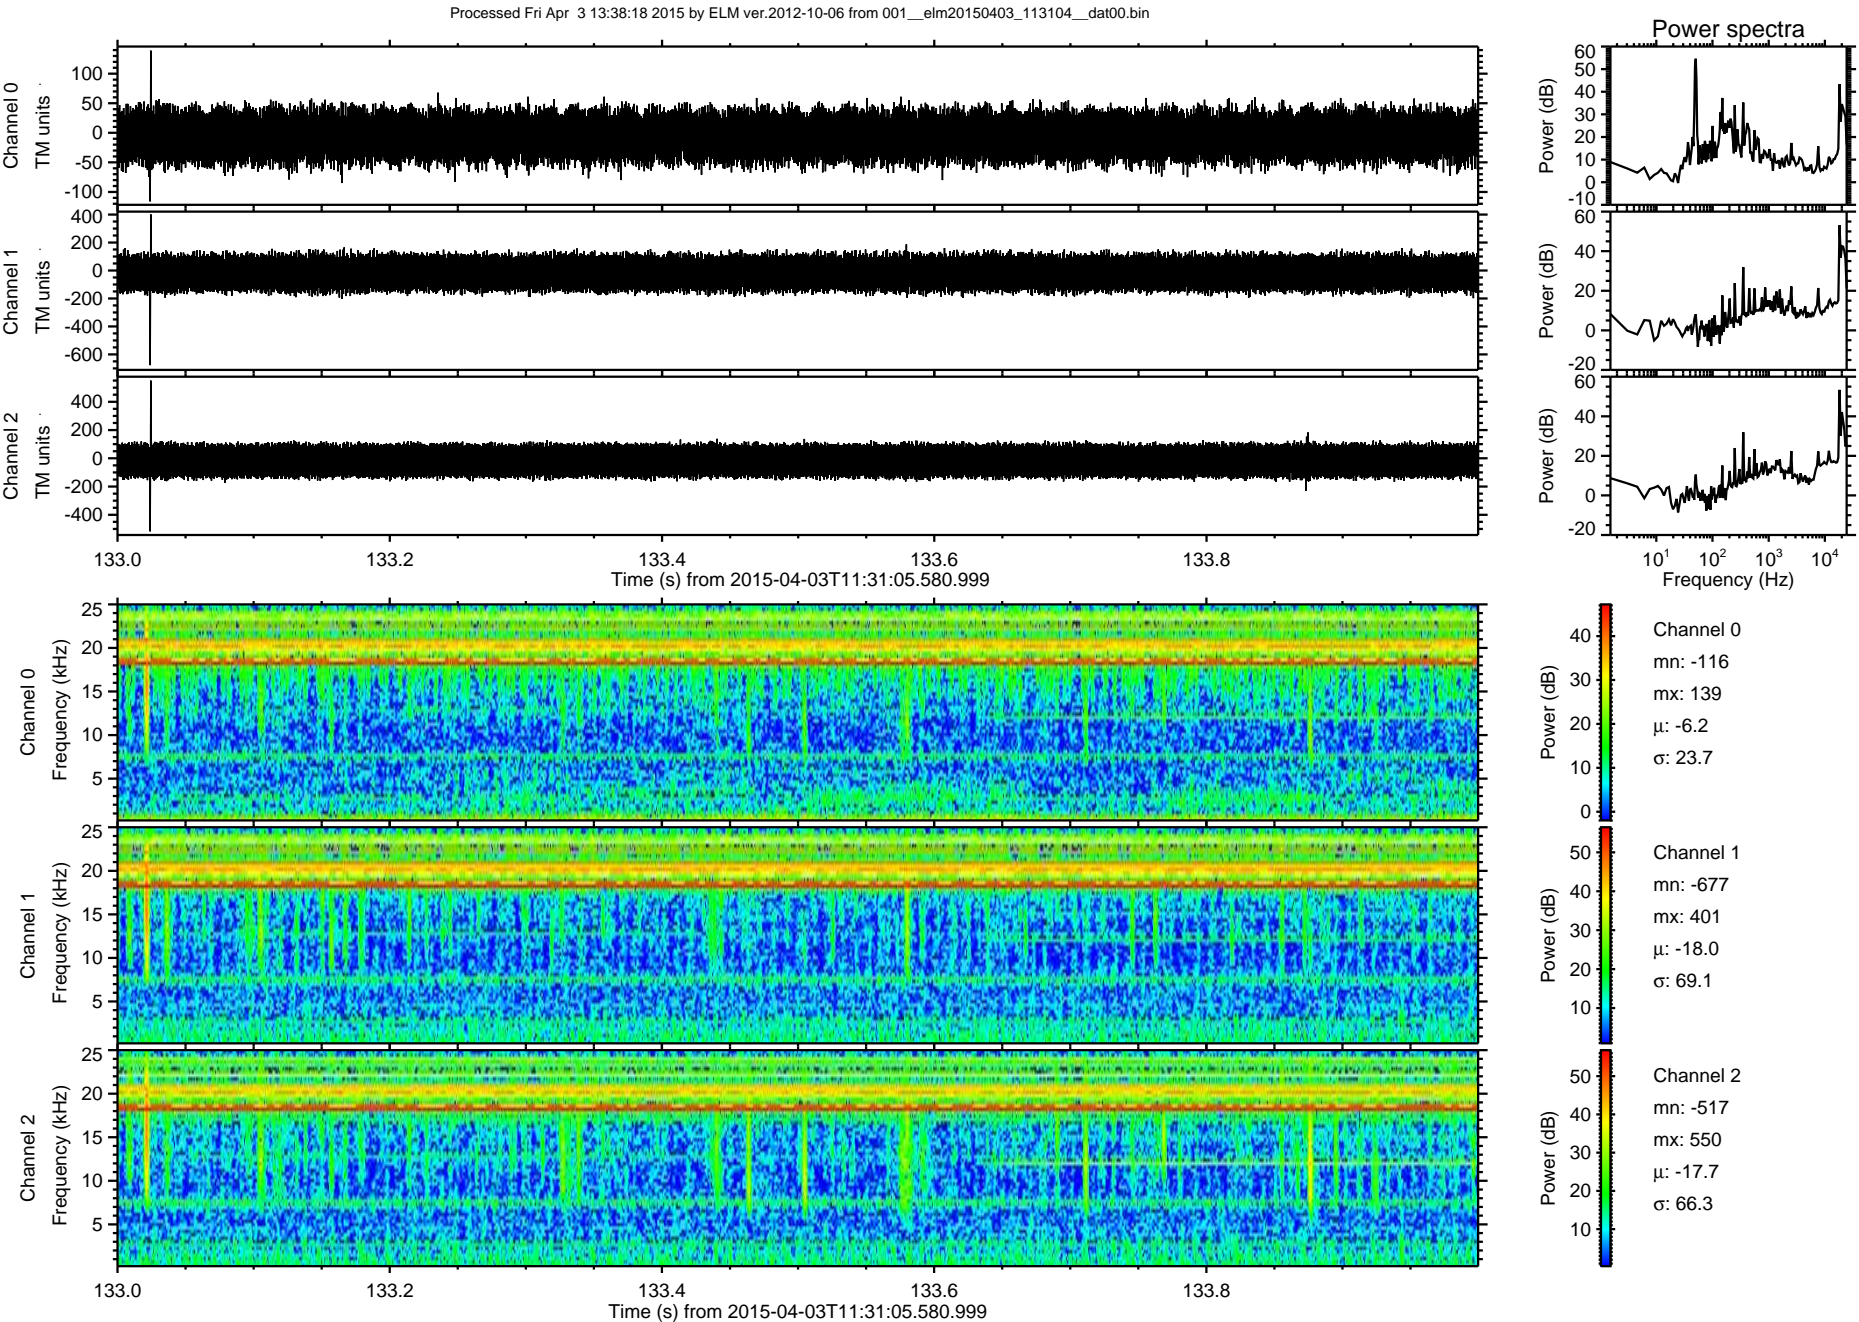 Processed Fri Apr  3 13:38:18 2015 by ELM ver.2012-10-06 from 001__elm20150403_113104__dat00.bin
Power spectra
Channel 0
TM units
100
50
0
-50
-100
Power (dB)
60
50
40
30
20
10
0
-10
Channel 1
TM units
400
200
0
-200
-400
-600
Power (dB)
60
40
20
0
-20
Channel 2
TM units
400
200
0
-200
-400
Power (dB)
60
40
20
0
-20
133.0 133.2 133.4 133.6 133.8
Time (s) from 2015-04-03T11:31:05.580.999
10¹ 10² 10³ 10⁴
Frequency (Hz)
Channel 0
Frequency (kHz)
25
20
15
10
5
Power (dB)
40
30
20
10
0
Channel 0
mn: -116
mx: 139
μ: -6.2
σ: 23.7
Channel 1
Frequency (kHz)
25
20
15
10
5
Power (dB)
50
40
30
20
10
Channel 1
mn: -677
mx: 401
μ: -18.0
σ: 69.1
Channel 2
Frequency (kHz)
25
20
15
10
5
Power (dB)
50
40
30
20
10
Channel 2
mn: -517
mx: 550
μ: -17.7
σ: 66.3
133.0 133.2 133.4 133.6 133.8
Time (s) from 2015-04-03T11:31:05.580.999